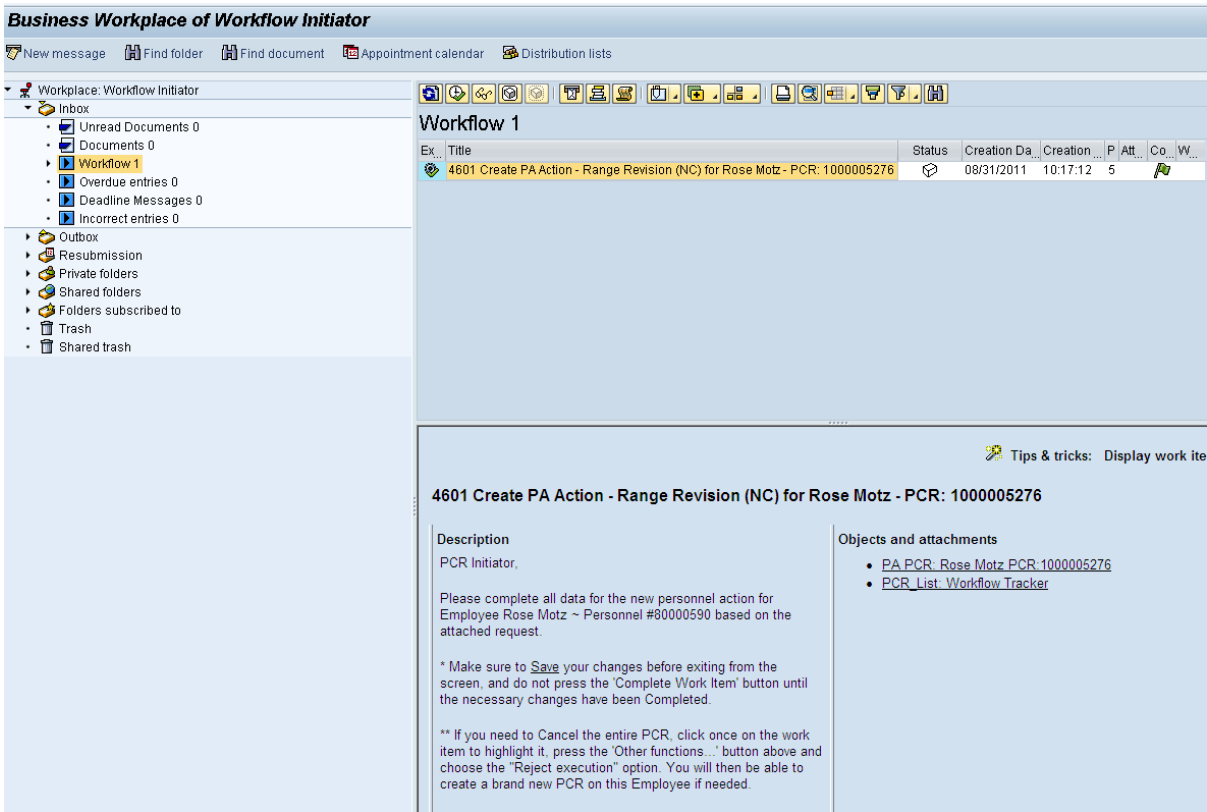 Business Workplace of Workflow Initiator
New message Find folder Find document Appointment calendar Distribution lists
Workplace: Workflow Initiator
Inbox
Unread Documents 0
Documents 0
Workflow 1
Overdue entries 0
Deadline Messages 0
Incorrect entries 0
Outbox
Resubmission
Private folders
Shared folders
Folders subscribed to
Trash
Shared trash
Workflow 1
Ex... Title Status Creation Da... Creation ... P Att... Co... W...
4601 Create PA Action - Range Revision (NC) for Rose Motz - PCR: 1000005276 08/31/2011 10:17:12 5
Tips & tricks: Display work ite
4601 Create PA Action - Range Revision (NC) for Rose Motz - PCR: 1000005276
Description
PCR Initiator,
Please complete all data for the new personnel action for
Employee Rose Motz ~ Personnel #80000590 based on the
attached request.
* Make sure to Save your changes before exiting from the
screen, and do not press the 'Complete Work Item' button until
the necessary changes have been Completed.
** If you need to Cancel the entire PCR, click once on the work
item to highlight it, press the 'Other functions...' button above and
choose the "Reject execution" option. You will then be able to
create a brand new PCR on this Employee if needed.
Objects and attachments
PA PCR: Rose Motz PCR:1000005276
PCR_List: Workflow Tracker